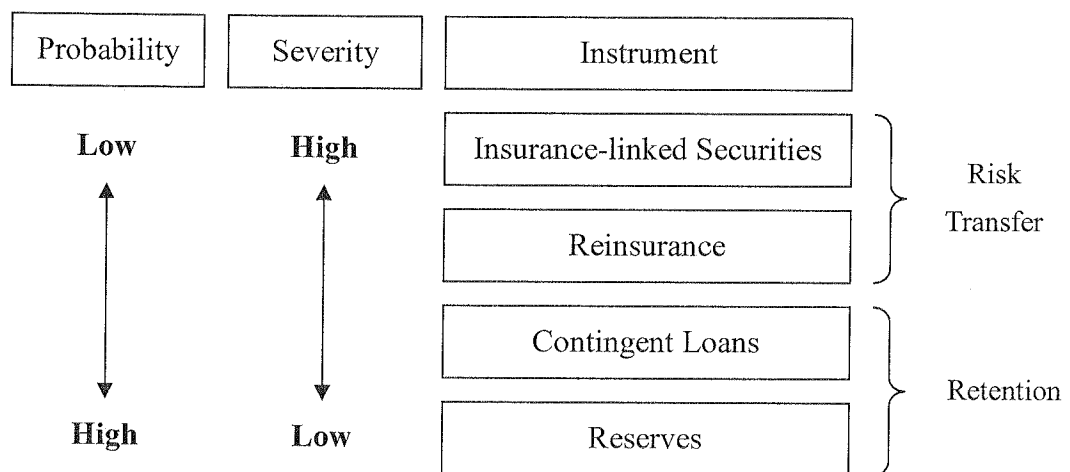 Probability Severity Instrument
Low High Insurance-linked Securities
Risk
Transfer
Reinsurance
Contingent Loans
Retention
High Low Reserves